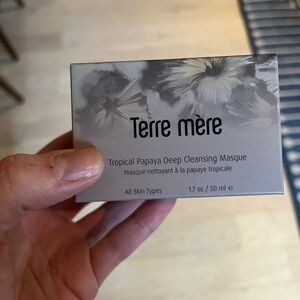 Terre mère
Tropical Papaya Deep Cleansing Masque
Masque nettoyant à la papaye tropicale
All Skin Types 1.7 oz / 50 ml e